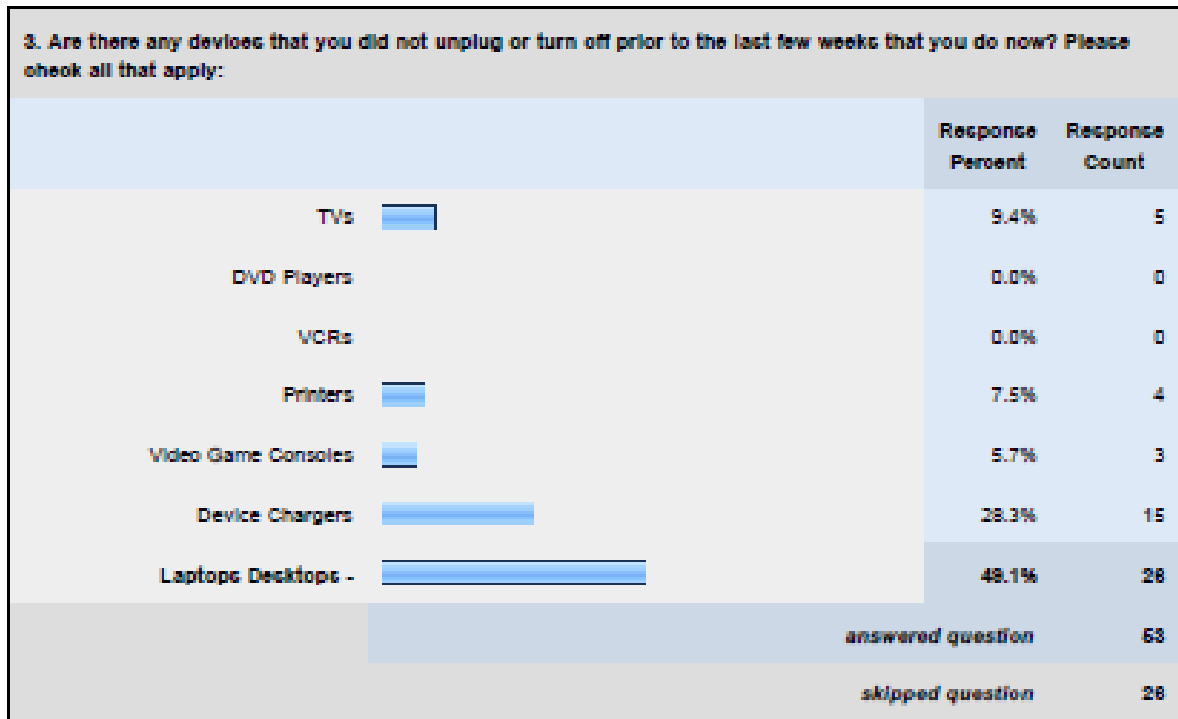 3. Are there any devices that you did not unplug or turn off prior to the last few weeks that you do now? Please
check all that apply:
Response Percent
Response Count
TVs 9.4% 5
DVD Players 0.0% 0
VCRs 0.0% 0
Printers 7.5% 4
Video Game Consoles 5.7% 3
Device Chargers 28.3% 15
Laptops Desktops - 49.1% 26
answered question 53
skipped question 26